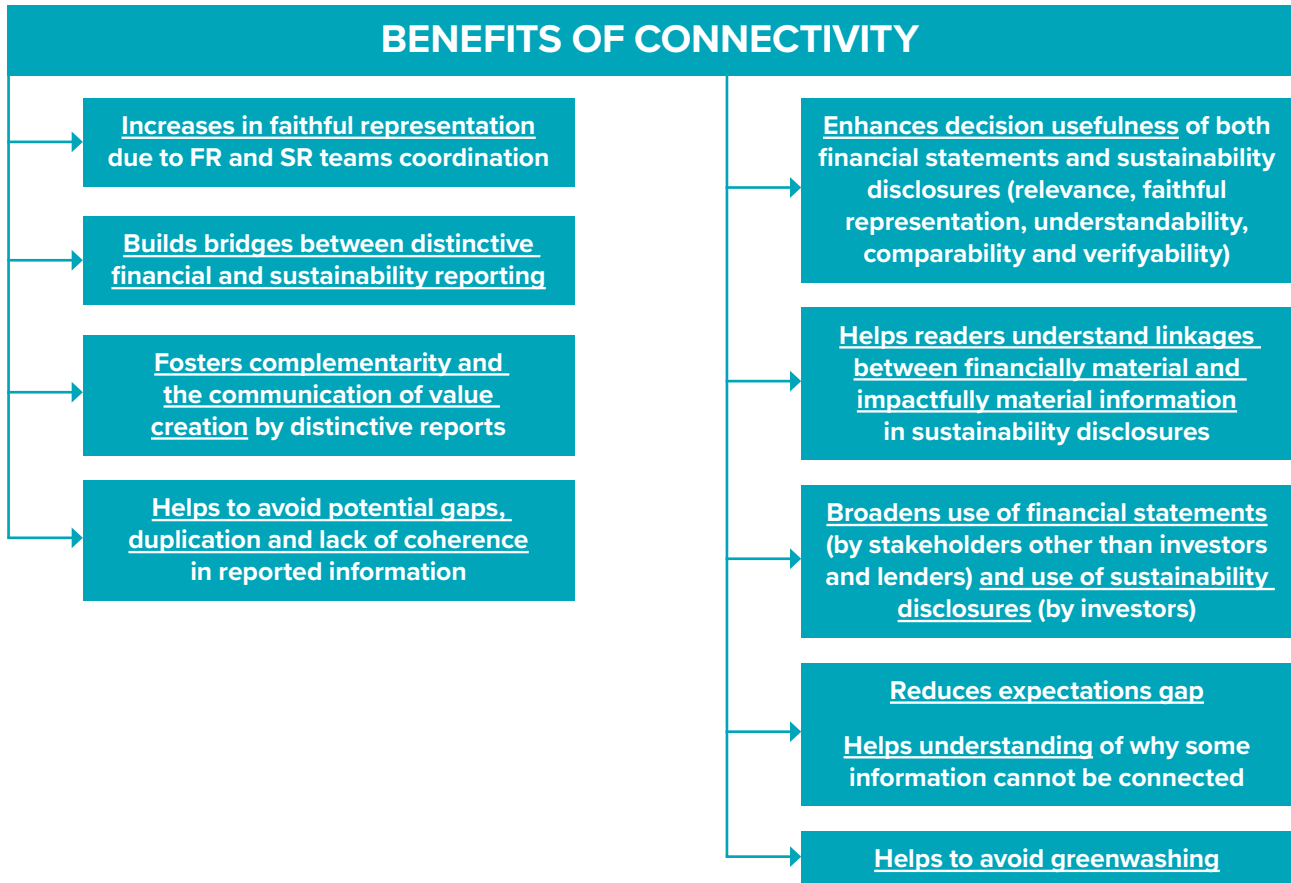 BENEFITS OF CONNECTIVITY
Increases in faithful representation
due to FR and SR teams coordination
Builds bridges between distinctive
financial and sustainability reporting
Fosters complementarity and
the communication of value
creation by distinctive reports
Helps to avoid potential gaps,
duplication and lack of coherence
in reported information
Enhances decision usefulness of both
financial statements and sustainability
disclosures (relevance, faithful
representation, understandability,
comparability and verifyability)
Helps readers understand linkages
between financially material and
impactfully material information
in sustainability disclosures
Broadens use of financial statements
(by stakeholders other than investors
and lenders) and use of sustainability
disclosures (by investors)
Reduces expectations gap
Helps understanding of why some
information cannot be connected
Helps to avoid greenwashing